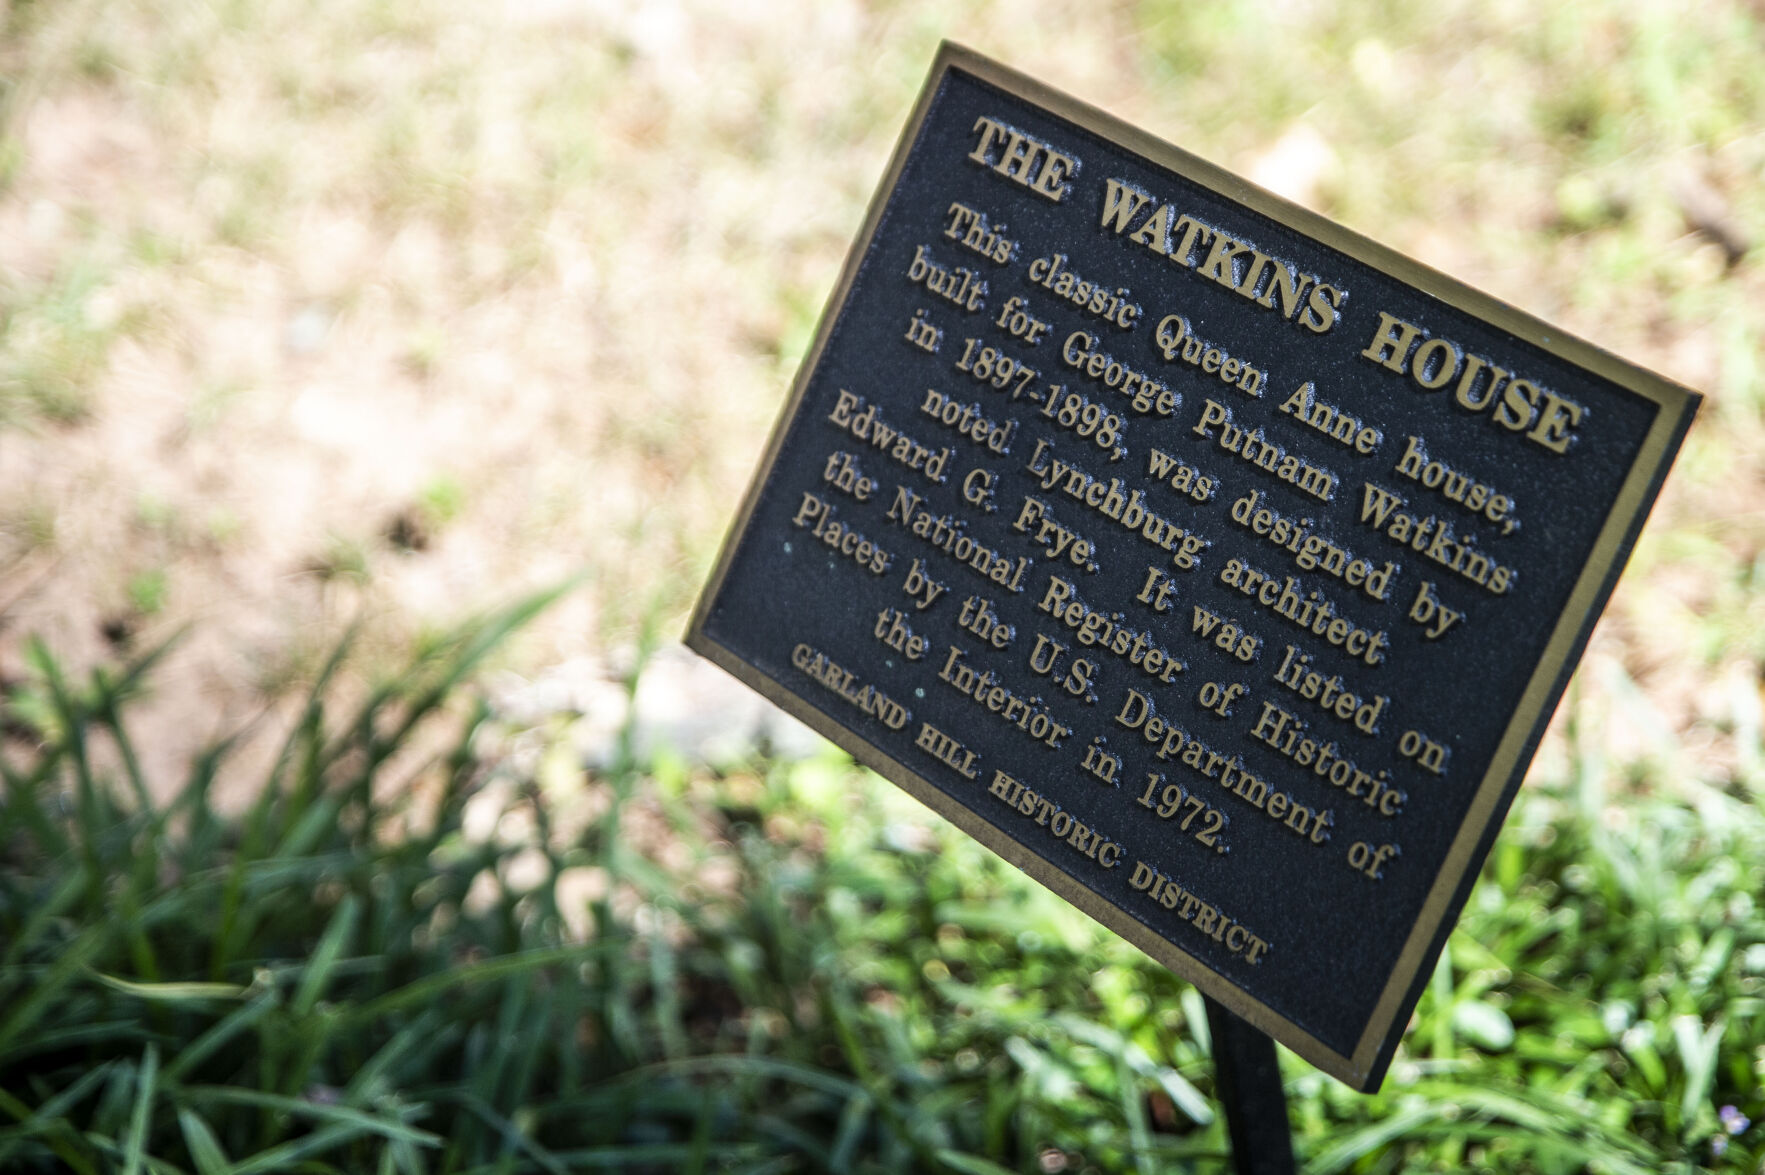 THE WATKINS HOUSE
This classic Queen Anne house,
built for George Putnam Watkins
in 1897-1898, was designed by
noted Lynchburg architect
Edward G. Frye. It was listed on
the National Register of Historic
Places by the U.S. Department of
the Interior in 1972.
GARLAND HILL HISTORIC DISTRICT